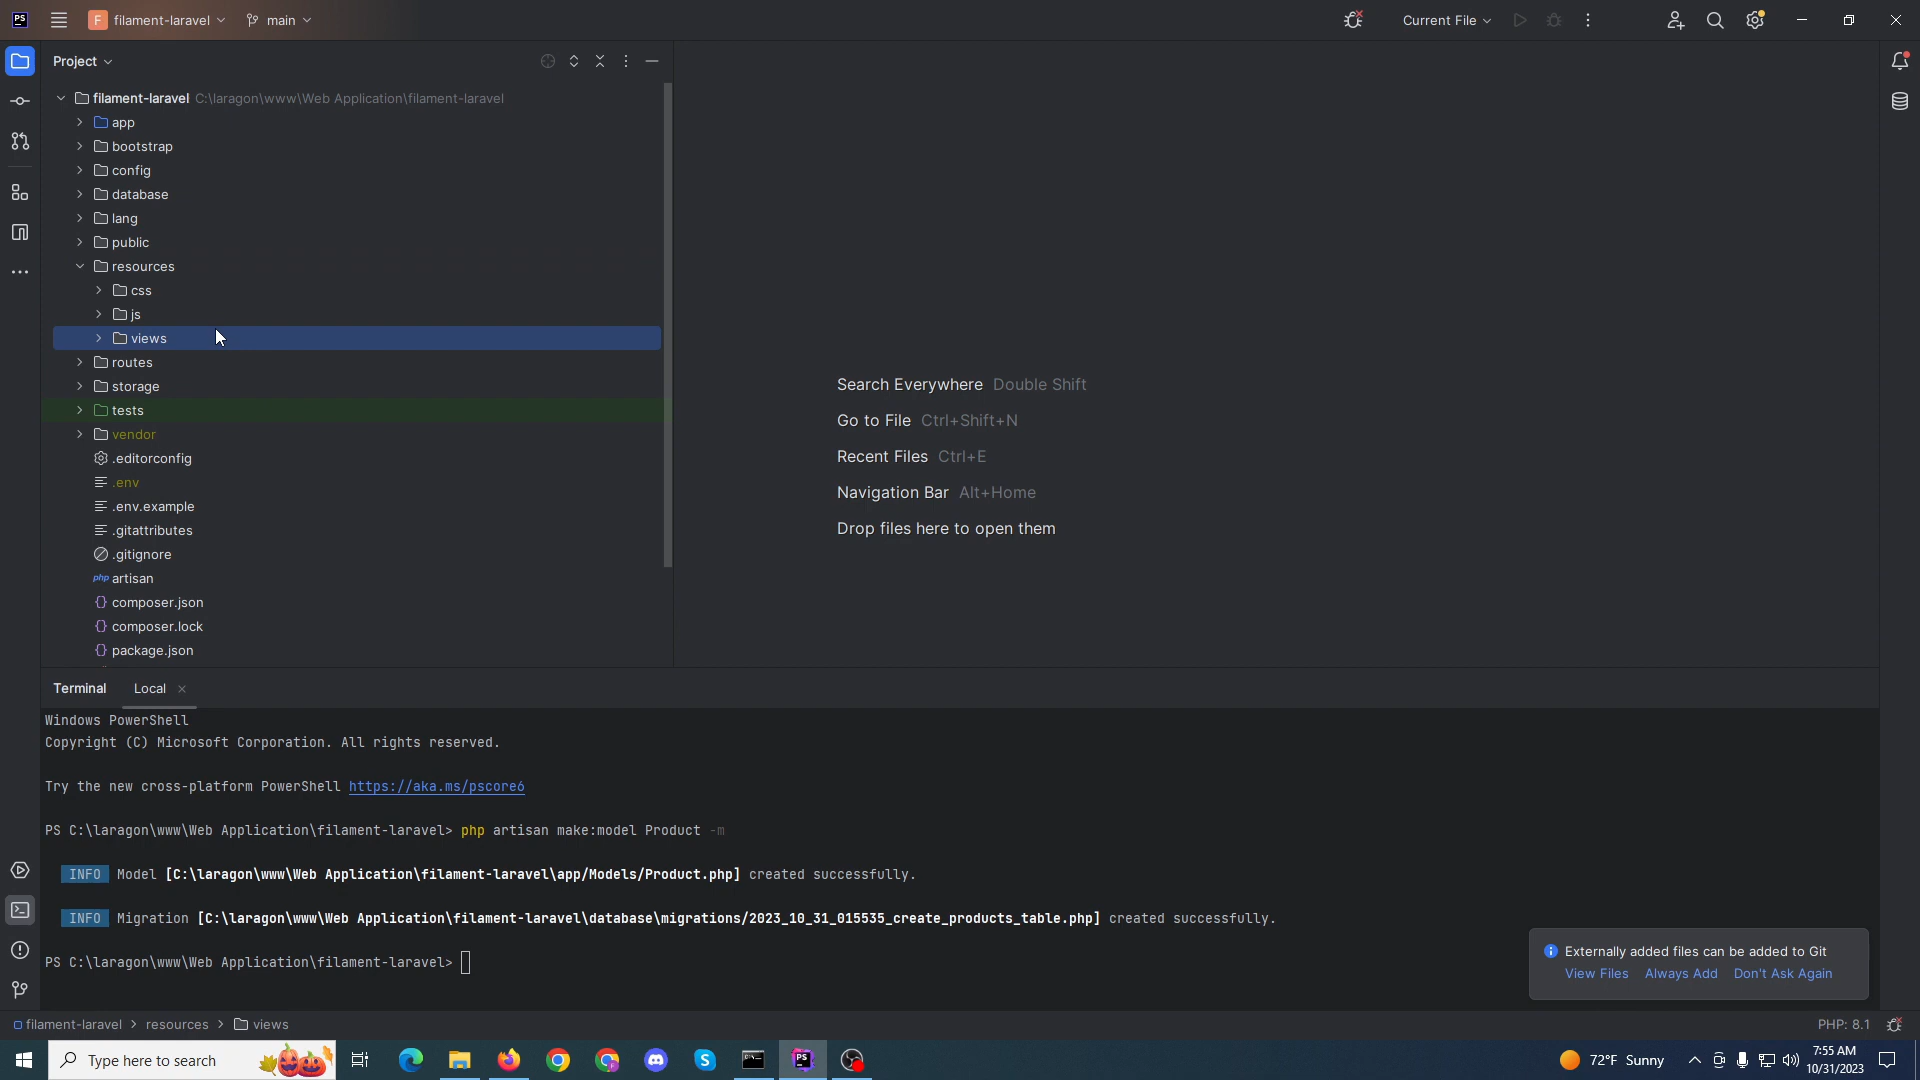 PS
F filament-laravel
main
Current File
Project
filament-laravel C:\laragon\www\Web Application\filament-laravel
app
bootstrap
config
database
lang
public
resources
css
js
views
routes
storage
tests
vendor
.editorconfig
.env
.env.example
.gitattributes
.gitignore
php artisan
composer.json
composer.lock
package.json
Search Everywhere Double Shift
Go to File Ctrl+Shift+N
Recent Files Ctrl+E
Navigation Bar Alt+Home
Drop files here to open them
Terminal Local
Windows PowerShell
Copyright (C) Microsoft Corporation. All rights reserved.
Try the new cross-platform PowerShell https://aka.ms/pscore6
PS C:\laragon\www\Web Application\filament-laravel> php artisan make:model Product -m
INFO Model [C:\laragon\www\Web Application\filament-laravel\app/Models/Product.php] created successfully.
INFO Migration [C:\laragon\www\Web Application\filament-laravel\database\migrations/2023_10_31_015535_create_products_table.php] created successfully.
PS C:\laragon\www\Web Application\filament-laravel>
Externally added files can be added to Git
View Files Always Add Don't Ask Again
filament-laravel > resources > views
PHP: 8.1
Type here to search
PS
72°F Sunny
7:55 AM
10/31/2023